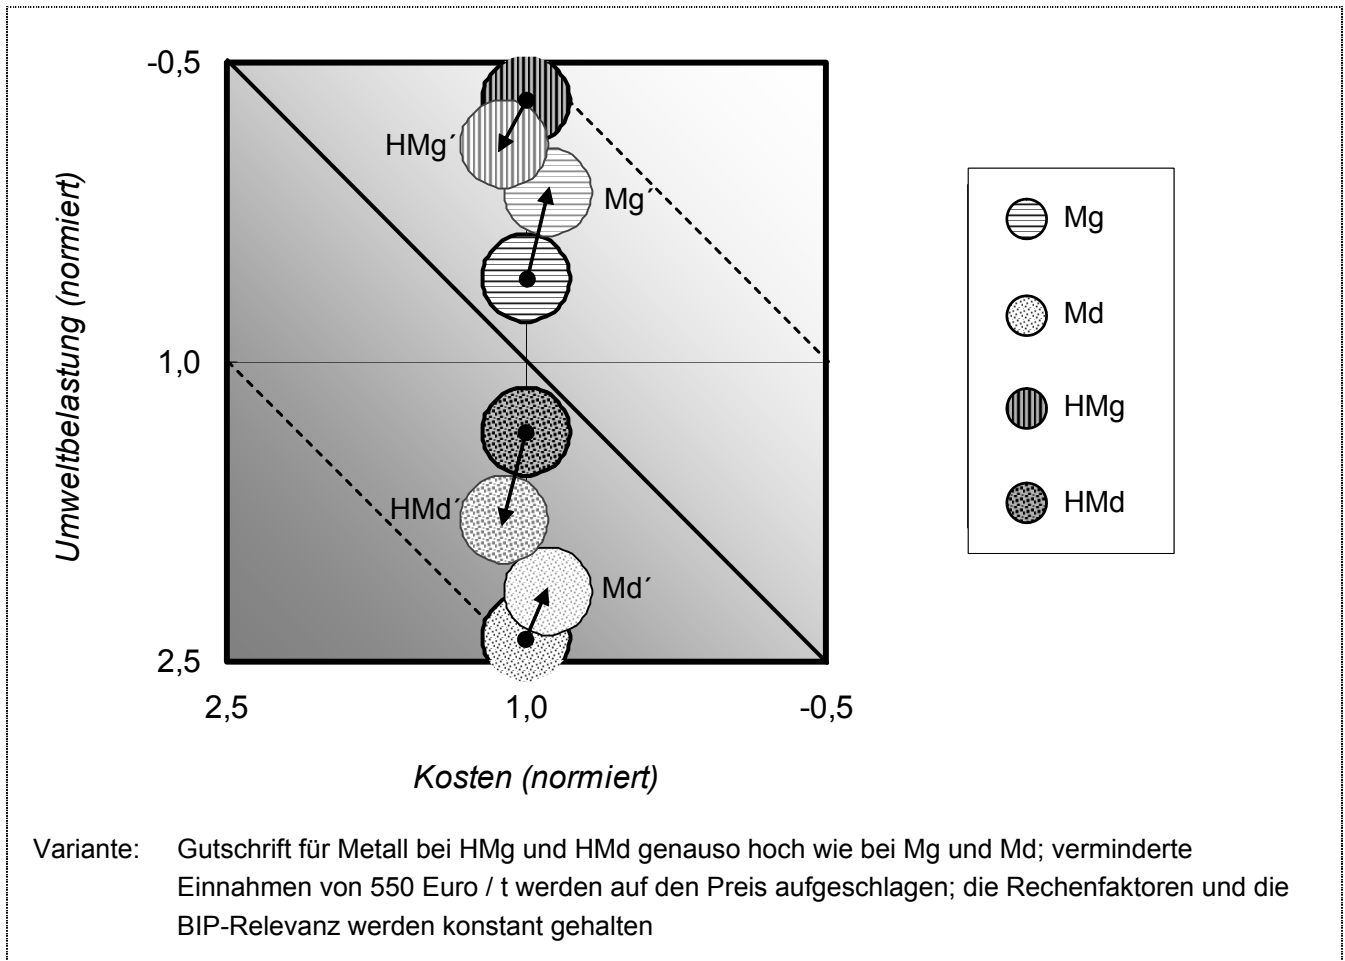 -0,5
HMg´
Mg´
Mg
Md
HMg
HMd
Umweltbelastung (normiert)
1,0
HMd´
Md´
2,5
2,5 1,0 -0,5
Kosten (normiert)
Variante: Gutschrift für Metall bei HMg und HMd genauso hoch wie bei Mg und Md; verminderte
Einnahmen von 550 Euro / t werden auf den Preis aufgeschlagen; die Rechenfaktoren und die
BIP-Relevanz werden konstant gehalten